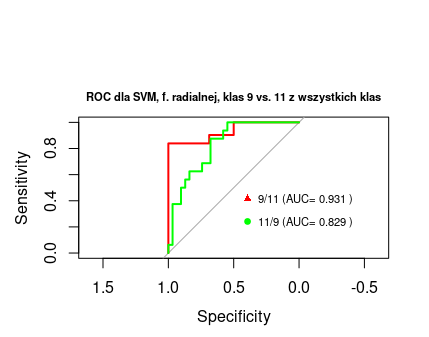 ROC dla SVM, f. radialnej, klas 9 vs. 11 z wszystkich klas
Sensitivity
0.8
0.4
0.0
9/11 (AUC= 0.931 )
11/9 (AUC= 0.829 )
1.5 1.0 0.5 0.0 -0.5
Specificity